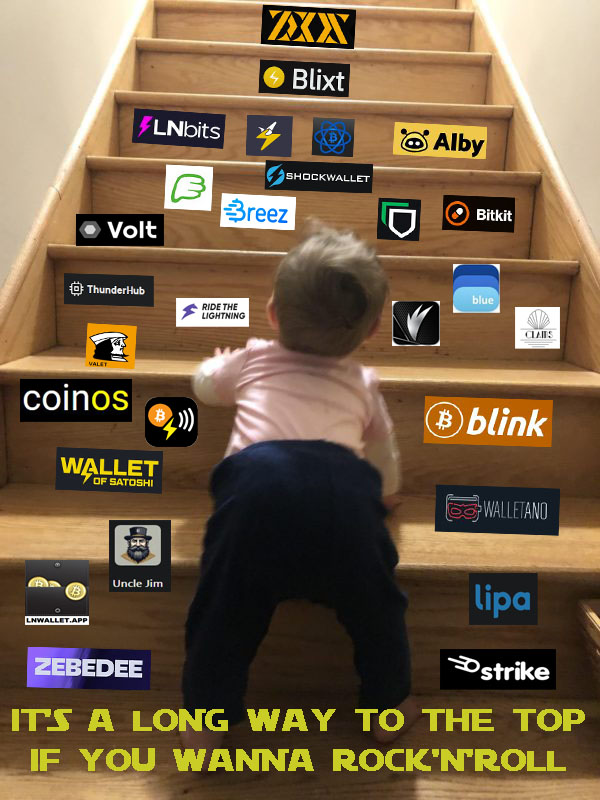 Blixt
LNbits
Alby
SHOCKWALLET
Breez
Bitkit
Volt
ThunderHub
RIDE THE
LIGHTNING
blue
CLAMS
VALET
coinos
blink
WALLET
OF SATOSHI
WALLETANO
Uncle Jim
LNWALLET.APP
lipa
ZEBEDEE
strike
IT'S A LONG WAY TO THE TOP
IF YOU WANNA ROCK'N'ROLL